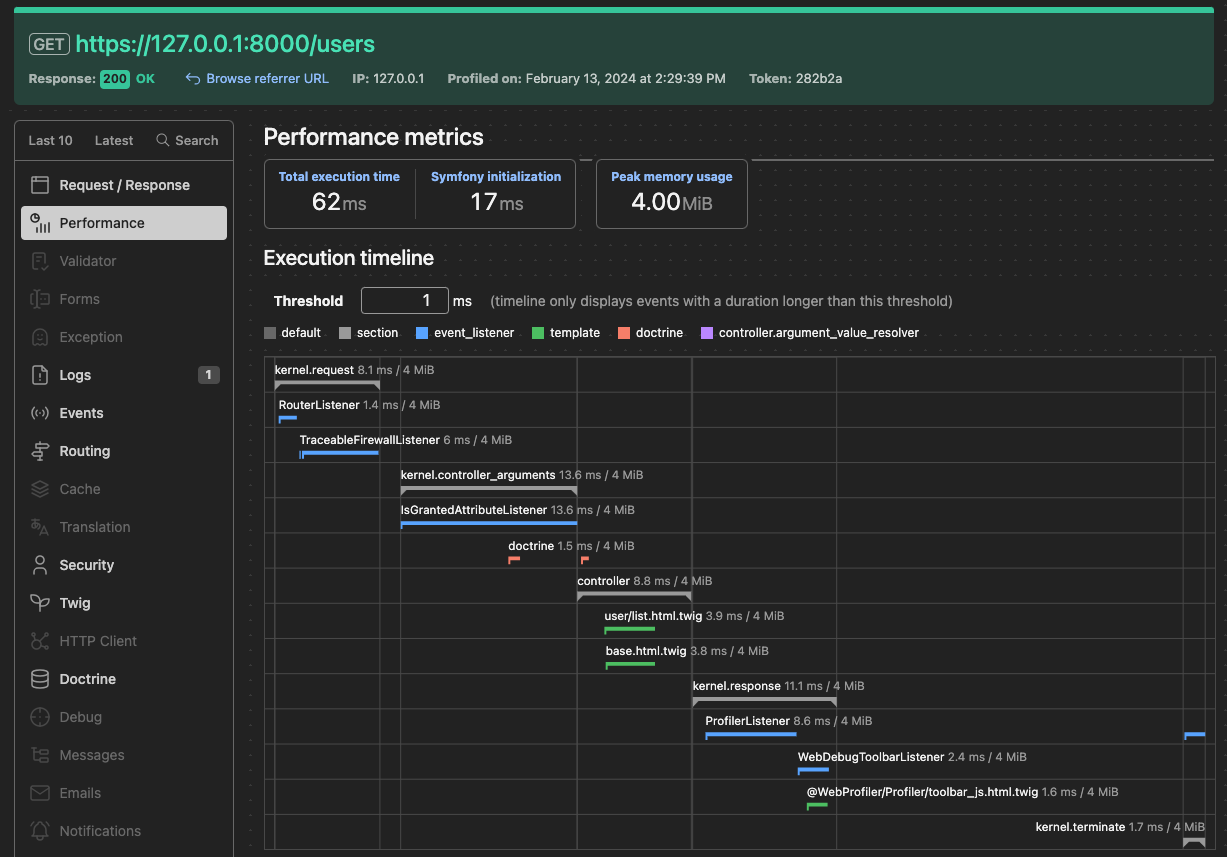 GET https://127.0.0.1:8000/users
Response: 200 OK Browse referrer URL IP: 127.0.0.1 Profiled on: February 13, 2024 at 2:29:39 PM Token: 282b2a
Last 10 Latest Search
Request / Response
Performance
Validator
Forms
Exception
Logs 1
Events
Routing
Cache
Translation
Security
Twig
HTTP Client
Doctrine
Debug
Messages
Emails
Notifications
Performance metrics
Total execution time Symfony initialization Peak memory usage
62 ms 17 ms 4.00 MiB
Execution timeline
Threshold 1 ms (timeline only displays events with a duration longer than this threshold)
default section event_listener template doctrine controller.argument_value_resolver
kernel.request 8.1 ms / 4 MiB
RouterListener 1.4 ms / 4 MiB
TraceableFirewallListener 6 ms / 4 MiB
kernel.controller_arguments 13.6 ms / 4 MiB
IsGrantedAttributeListener 13.6 ms / 4 MiB
doctrine 1.5 ms / 4 MiB
controller 8.8 ms / 4 MiB
user/list.html.twig 3.9 ms / 4 MiB
base.html.twig 3.8 ms / 4 MiB
kernel.response 11.1 ms / 4 MiB
ProfilerListener 8.6 ms / 4 MiB
WebDebugToolbarListener 2.4 ms / 4 MiB
@WebProfiler/Profiler/toolbar_js.html.twig 1.6 ms / 4 MiB
kernel.terminate 1.7 ms / 4 MiB